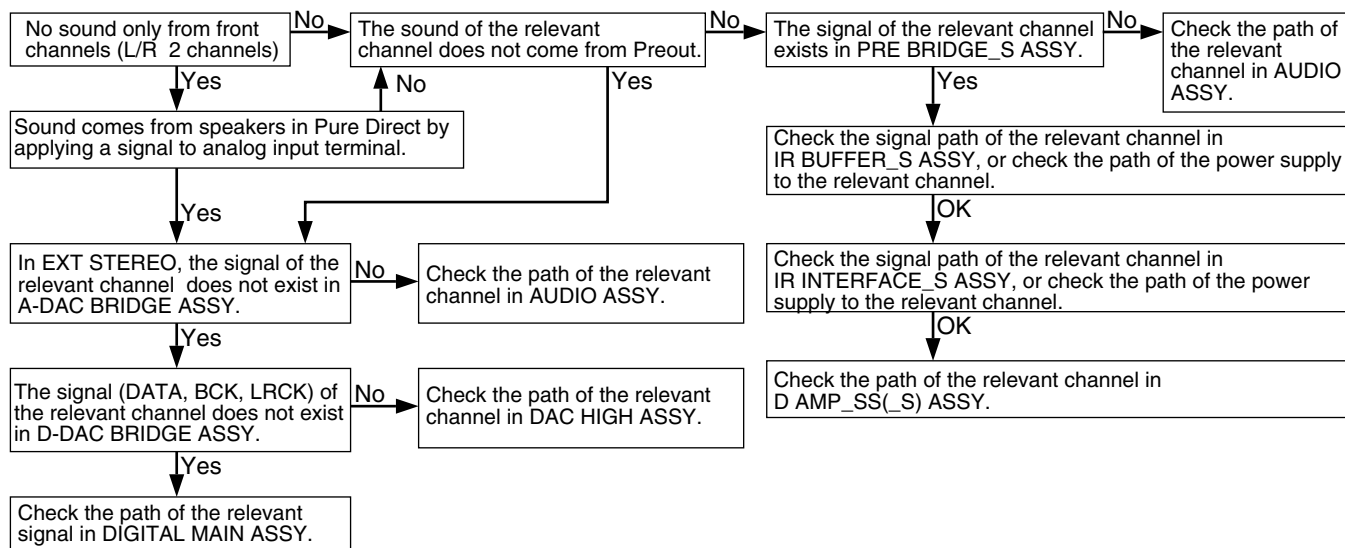 No sound only from front
channels (L/R 2 channels)
No
The sound of the relevant
channel does not come from Preout.
No
The signal of the relevant channel
exists in PRE BRIDGE_S ASSY.
No
Check the path of
the relevant
channel in AUDIO
ASSY.
Yes
No
Yes
Yes
Sound comes from speakers in Pure Direct by
applying a signal to analog input terminal.
Check the signal path of the relevant channel in
IR BUFFER_S ASSY, or check the path of the power supply
to the relevant channel.
Yes
OK
In EXT STEREO, the signal of the
relevant channel does not exist in
A-DAC BRIDGE ASSY.
No
Check the path of the relevant
channel in AUDIO ASSY.
Check the signal path of the relevant channel in
IR INTERFACE_S ASSY, or check the path of the power
supply to the relevant channel.
Yes
OK
The signal (DATA, BCK, LRCK) of
the relevant channel does not exist
in D-DAC BRIDGE ASSY.
No
Check the path of the relevant
channel in DAC HIGH ASSY.
Check the path of the relevant channel in
D AMP_SS(_S) ASSY.
Yes
Check the path of the relevant
signal in DIGITAL MAIN ASSY.